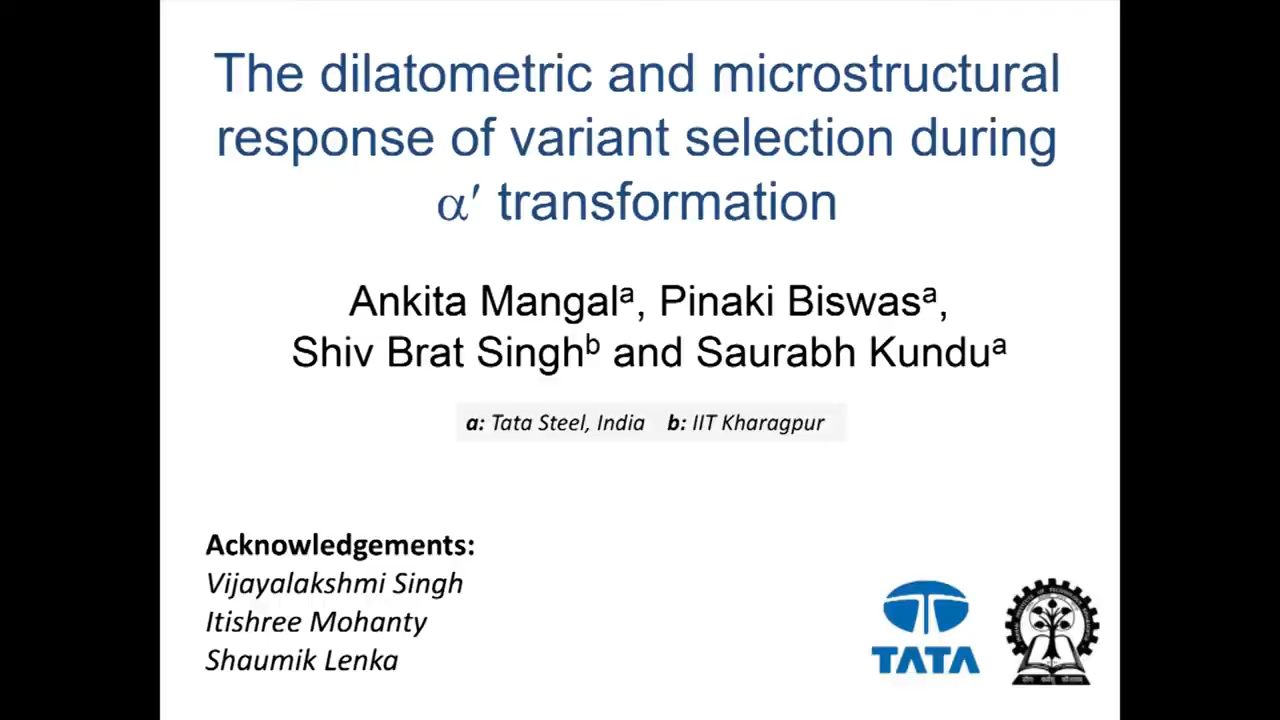 The dilatometric and microstructural
response of variant selection during
α′ transformation
Ankita Mangalᵃ, Pinaki Biswasᵃ,
Shiv Brat Singhᵇ and Saurabh Kunduᵃ
a: Tata Steel, India b: IIT Kharagpur
Acknowledgements:
Vijayalakshmi Singh
Itishree Mohanty
Shaumik Lenka
TATA